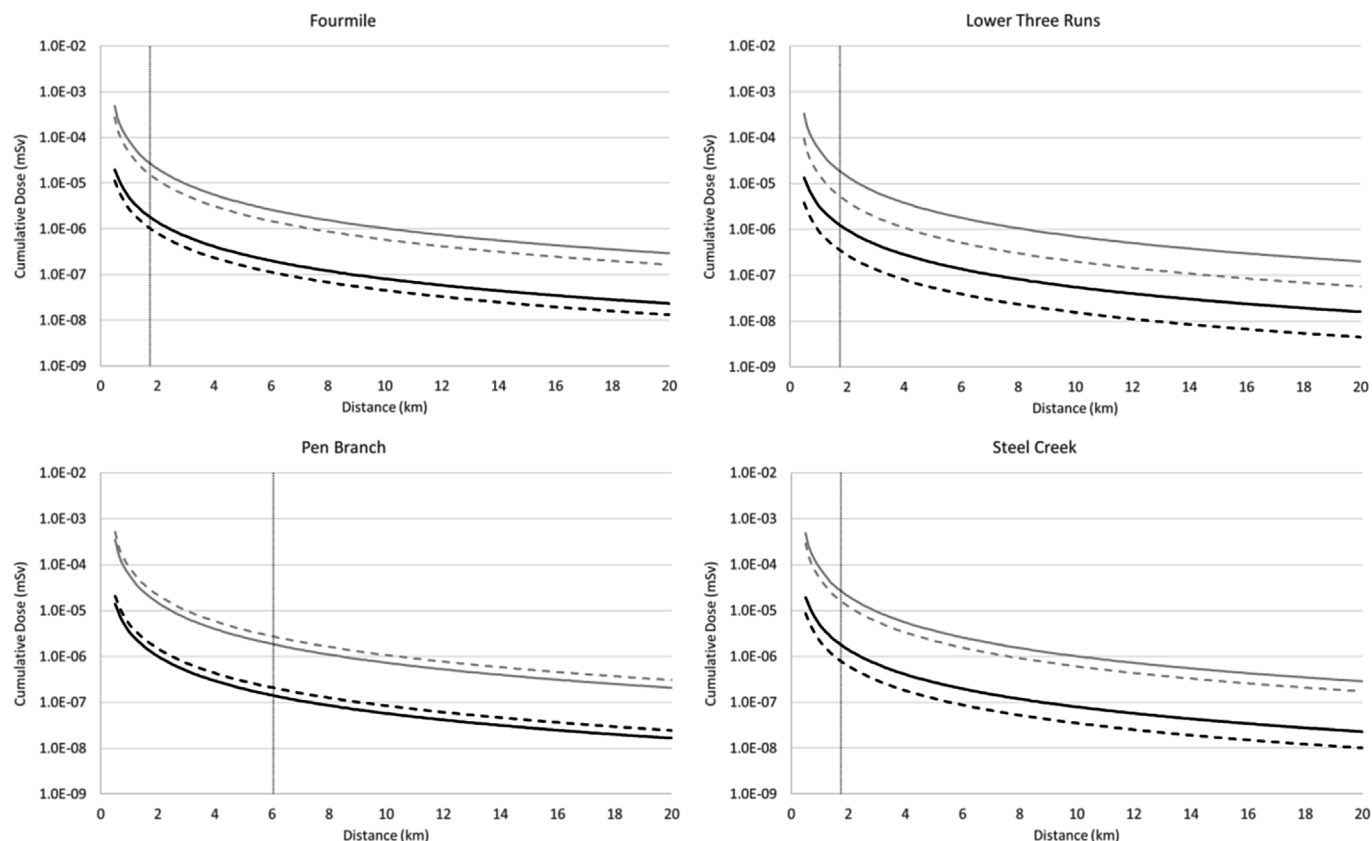 Fourmile
1.0E-02
1.0E-03
1.0E-04
1.0E-05
1.0E-06
1.0E-07
1.0E-08
1.0E-09
Cumulative Dose (mSv)
0 2 4 6 8 10 12 14 16 18 20
Distance (km)
Lower Three Runs
1.0E-02
1.0E-03
1.0E-04
1.0E-05
1.0E-06
1.0E-07
1.0E-08
1.0E-09
Cumulative Dose (mSv)
0 2 4 6 8 10 12 14 16 18 20
Distance (km)
Pen Branch
1.0E-02
1.0E-03
1.0E-04
1.0E-05
1.0E-06
1.0E-07
1.0E-08
1.0E-09
Cumulative Dose (mSv)
0 2 4 6 8 10 12 14 16 18 20
Distance (km)
Steel Creek
1.0E-02
1.0E-03
1.0E-04
1.0E-05
1.0E-06
1.0E-07
1.0E-08
1.0E-09
Cumulative Dose (mSv)
0 2 4 6 8 10 12 14 16 18 20
Distance (km)